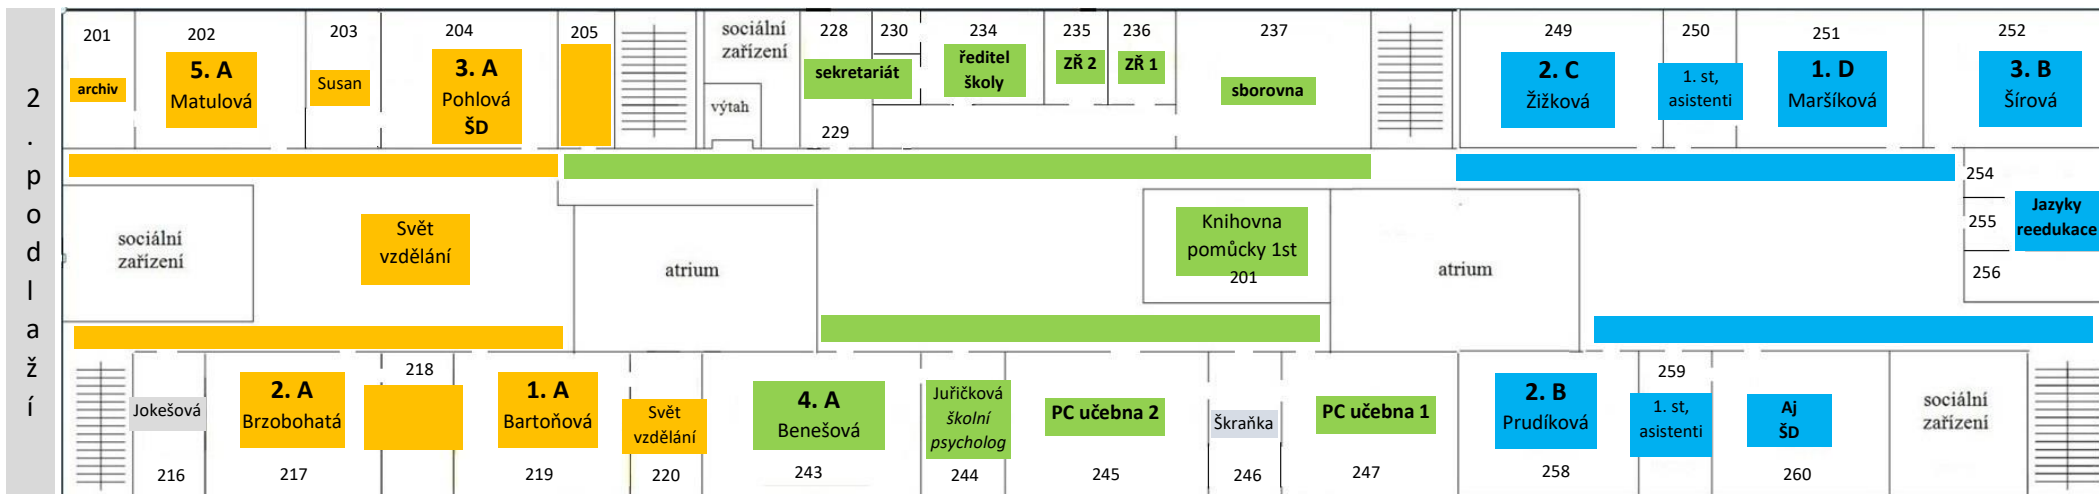 2 . p o d l a ž í
201
202
203
204
205
sociální
zařízení
228
230
234
235
236
237
249
250
251
252
archiv
5. A
Matulová
Susan
3. A
Pohlová
ŠD
výtah
sekretariát
229
ředitel
školy
ZŘ 2
ZŘ 1
sborovna
2. C
Žižková
1. st,
asistenti
1. D
Maršíková
3. B
Šírová
sociální
zařízení
Svět
vzdělání
atrium
Knihovna
pomůcky 1st
201
atrium
254
255
256
Jazyky
reedukace
Jokešová
216
2. A
Brzobohatá
217
218
1. A
Bartoňová
219
Svět
vzdělání
220
4. A
Benešová
243
Juřičková
školní
psycholog
244
PC učebna 2
245
Škraňka
246
PC učebna 1
247
2. B
Prudíková
258
259
1. st,
asistenti
Aj
ŠD
260
sociální
zařízení